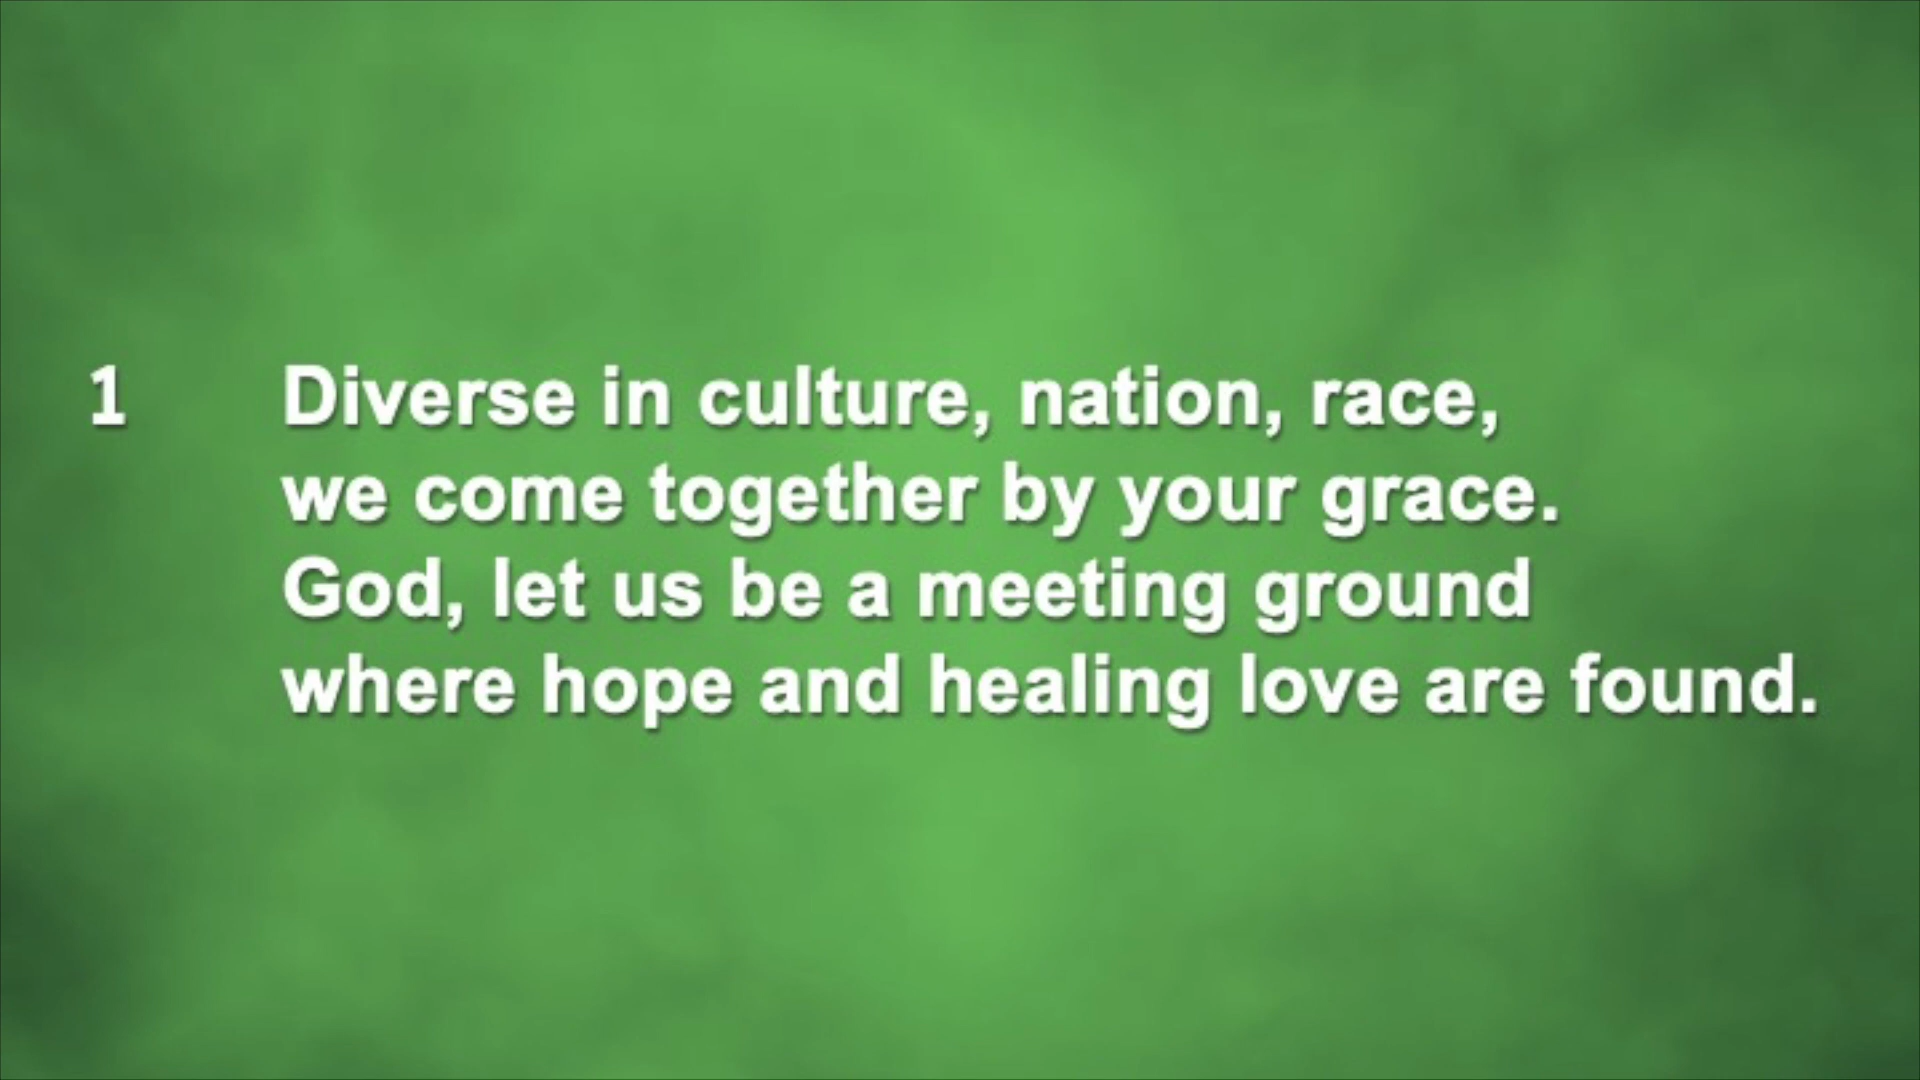 1 Diverse in culture, nation, race,
we come together by your grace.
God, let us be a meeting ground
where hope and healing love are found.